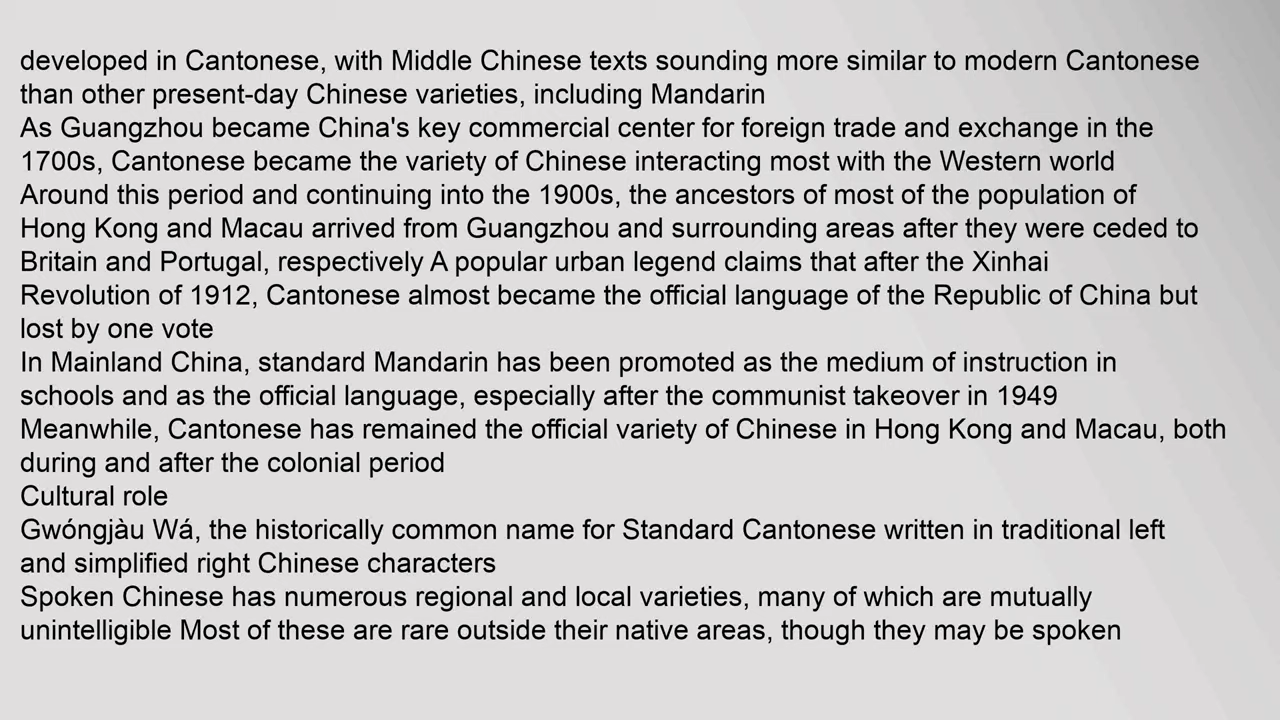 developed in Cantonese, with Middle Chinese texts sounding more similar to modern Cantonese
than other present-day Chinese varieties, including Mandarin
As Guangzhou became China's key commercial center for foreign trade and exchange in the
1700s, Cantonese became the variety of Chinese interacting most with the Western world
Around this period and continuing into the 1900s, the ancestors of most of the population of
Hong Kong and Macau arrived from Guangzhou and surrounding areas after they were ceded to
Britain and Portugal, respectively A popular urban legend claims that after the Xinhai
Revolution of 1912, Cantonese almost became the official language of the Republic of China but
lost by one vote
In Mainland China, standard Mandarin has been promoted as the medium of instruction in
schools and as the official language, especially after the communist takeover in 1949
Meanwhile, Cantonese has remained the official variety of Chinese in Hong Kong and Macau, both
during and after the colonial period
Cultural role
Gwóngjàu Wá, the historically common name for Standard Cantonese written in traditional left
and simplified right Chinese characters
Spoken Chinese has numerous regional and local varieties, many of which are mutually
unintelligible Most of these are rare outside their native areas, though they may be spoken